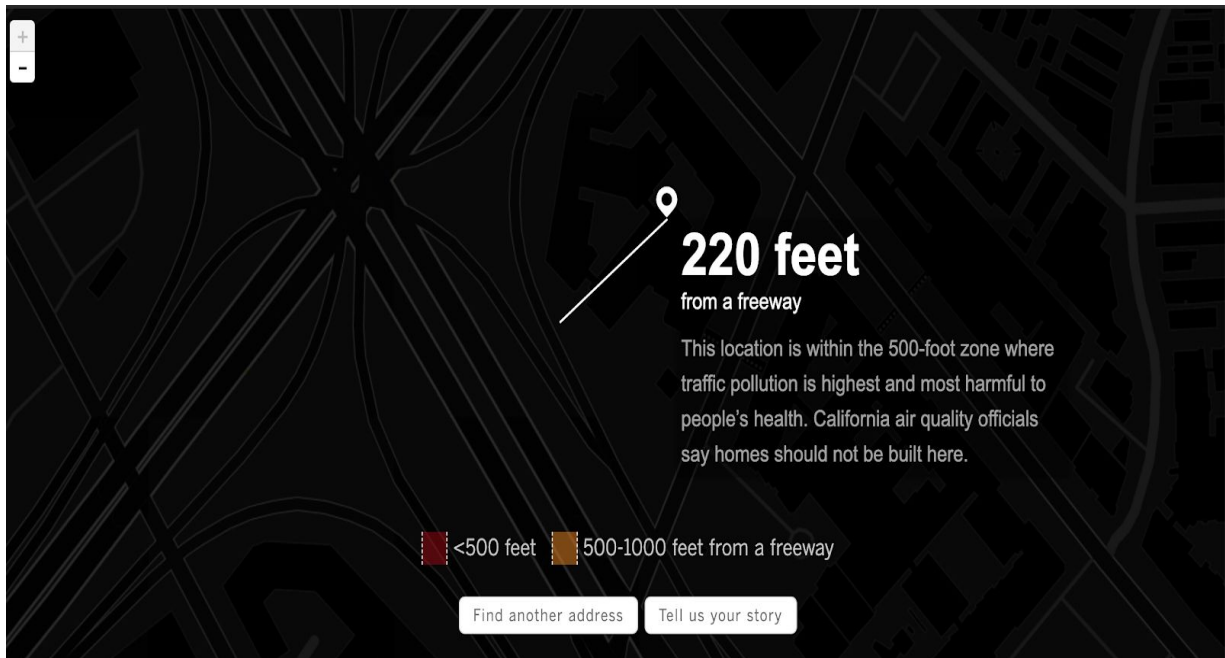 +
-
220 feet
from a freeway
This location is within the 500-foot zone where
traffic pollution is highest and most harmful to
people's health. California air quality officials
say homes should not be built here.
<500 feet 500-1000 feet from a freeway
Find another address Tell us your story